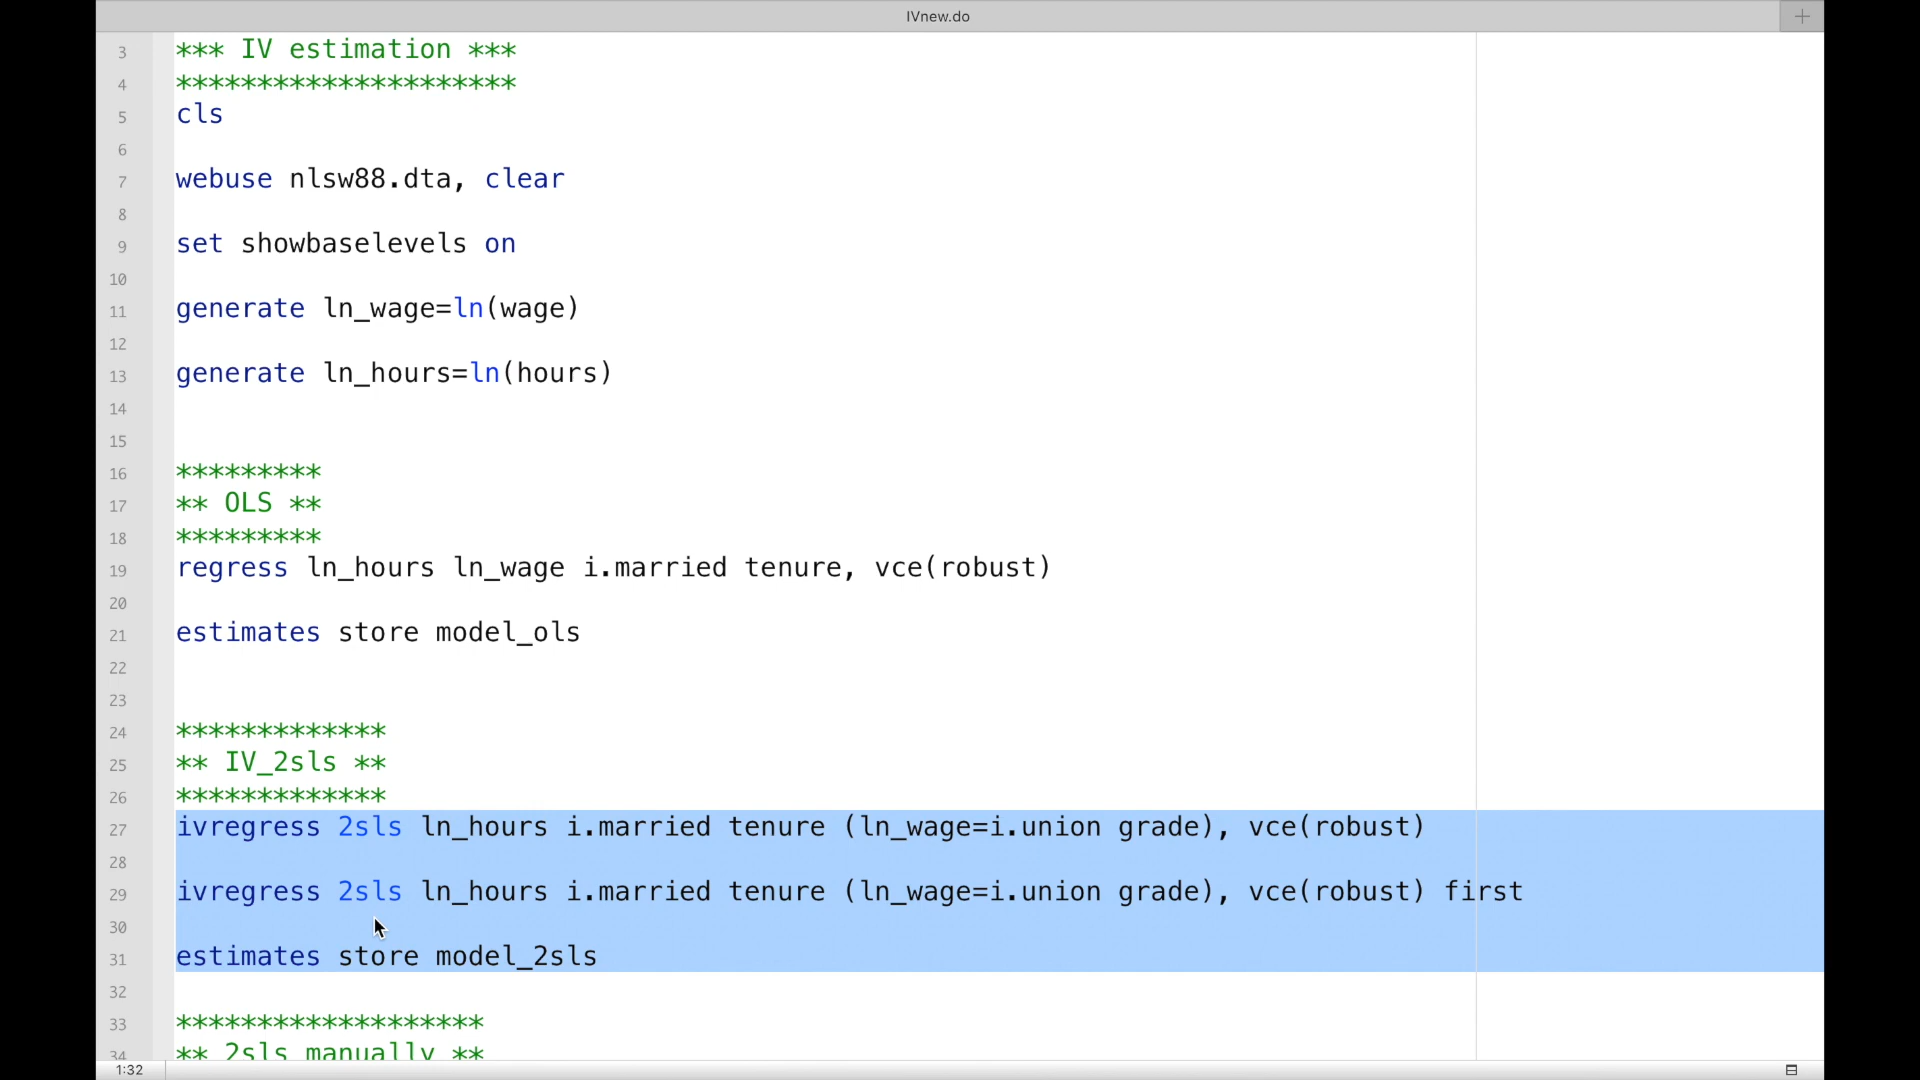 IVnew.do
3 *** IV estimation ***
4 *********************
5 cls
6
7 webuse nlsw88.dta, clear
8
9 set showbaselevels on
10
11 generate ln_wage=ln(wage)
12
13 generate ln_hours=ln(hours)
14
15
16 *********
17 ** OLS **
18 *********
19 regress ln_hours ln_wage i.married tenure, vce(robust)
20
21 estimates store model_ols
22
23
24 *************
25 ** IV_2sls **
26 *************
27 ivregress 2sls ln_hours i.married tenure (ln_wage=i.union grade), vce(robust)
28
29 ivregress 2sls ln_hours i.married tenure (ln_wage=i.union grade), vce(robust) first
30
31 estimates store model_2sls
32
33 *******************
34 ** 2sls manually **
1:32